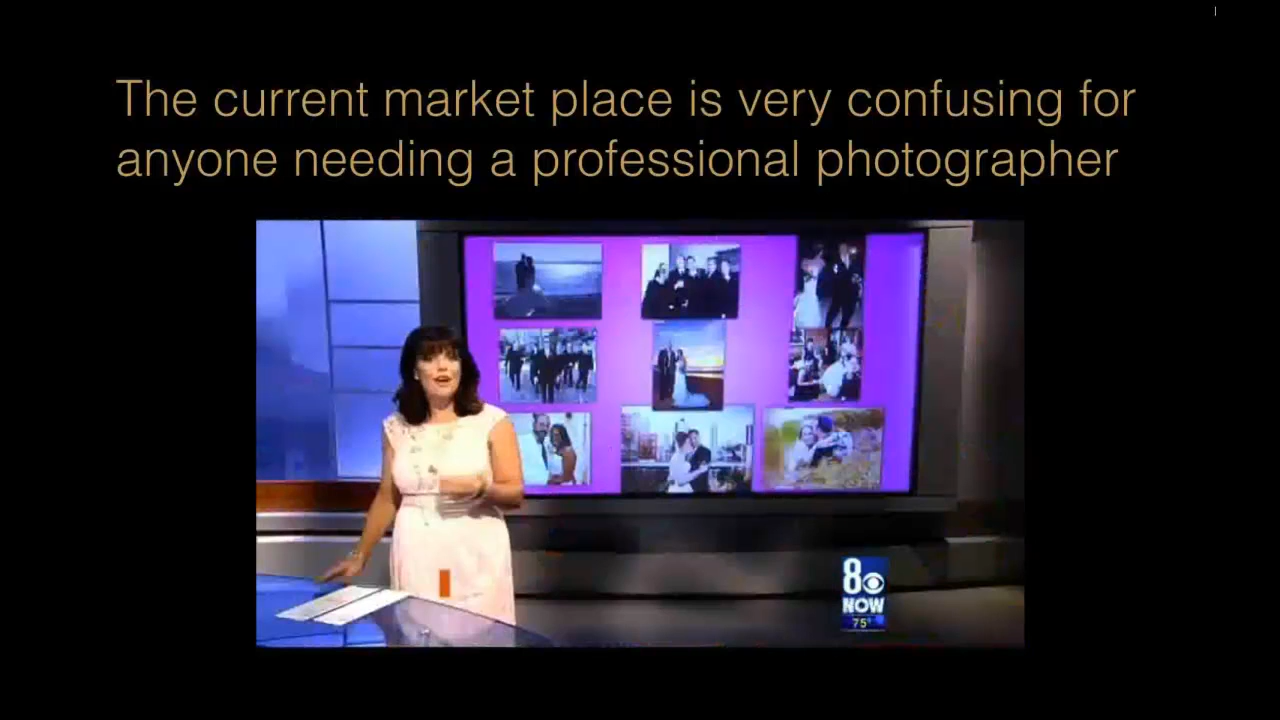 The current market place is very confusing for
anyone needing a professional photographer
8
NOW
75°